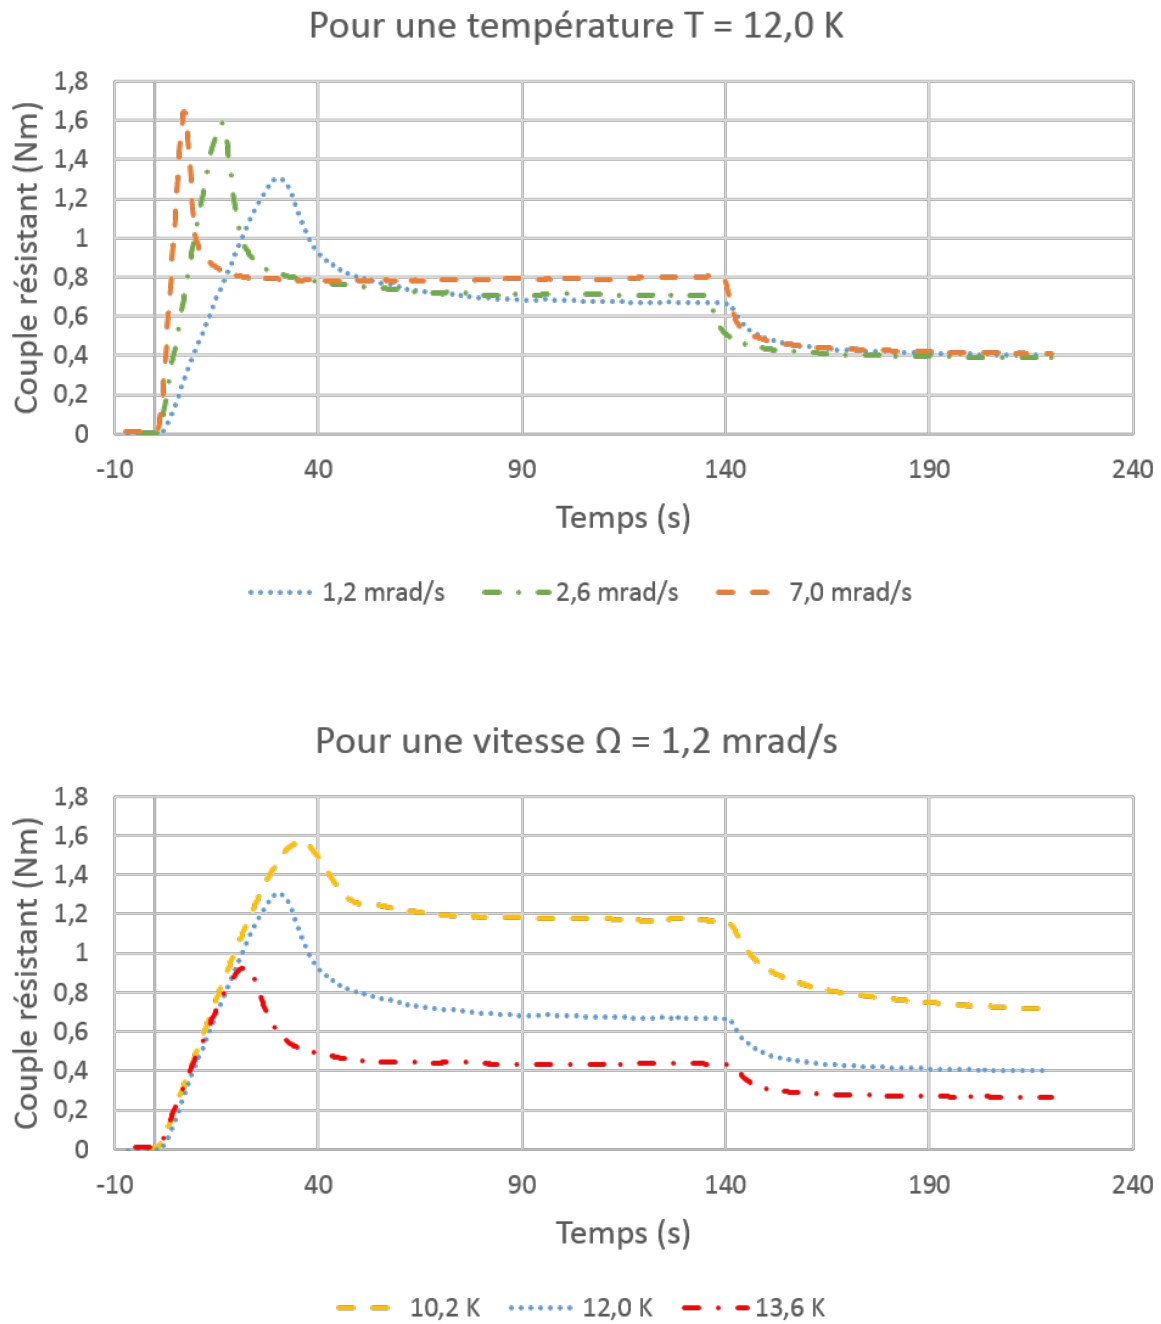 Pour une température T = 12,0 K
Couple résistant (Nm)
1,8
1,6
1,4
1,2
1
0,8
0,6
0,4
0,2
0
-10 40 90 140 190 240
Temps (s)
1,2 mrad/s 2,6 mrad/s 7,0 mrad/s
Pour une vitesse Ω = 1,2 mrad/s
Couple résistant (Nm)
1,8
1,6
1,4
1,2
1
0,8
0,6
0,4
0,2
0
-10 40 90 140 190 240
Temps (s)
10,2 K 12,0 K 13,6 K